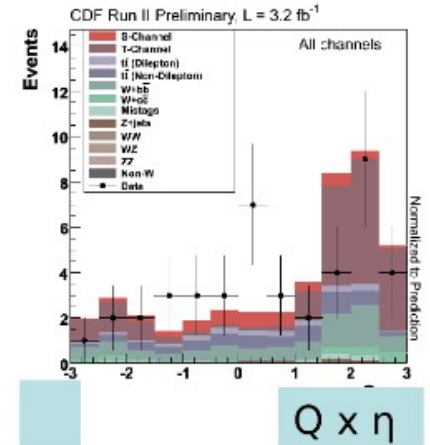 CDF Run II Preliminary, L = 3.2 fb⁻¹
Events
14
12
10
8
6
4
2
0
All channels
S-Channel
T-Channel
tt̄ (Dilepton)
tt̄ (Non-Dilepton)
W+bb̄
W+cc̄
Mistags
Z+jets
WW
WZ
ZZ
Non-W
Data
Normalized to Prediction
-3 -2 -1 0 1 2 3
Q x η